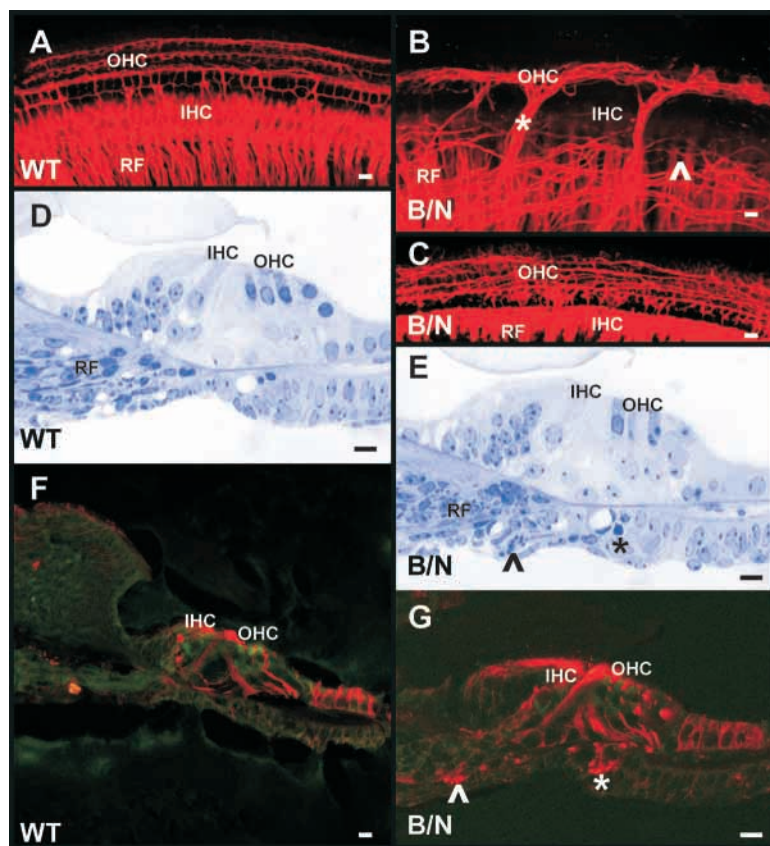 A
OHC
IHC
RF
WT
B
OHC
*
IHC
RF
^
B/N
C
OHC
B/N
RF
IHC
D
IHC
OHC
RF
WT
E
IHC
OHC
RF
^
*
B/N
F
IHC
OHC
WT
G
IHC
OHC
^
*
B/N